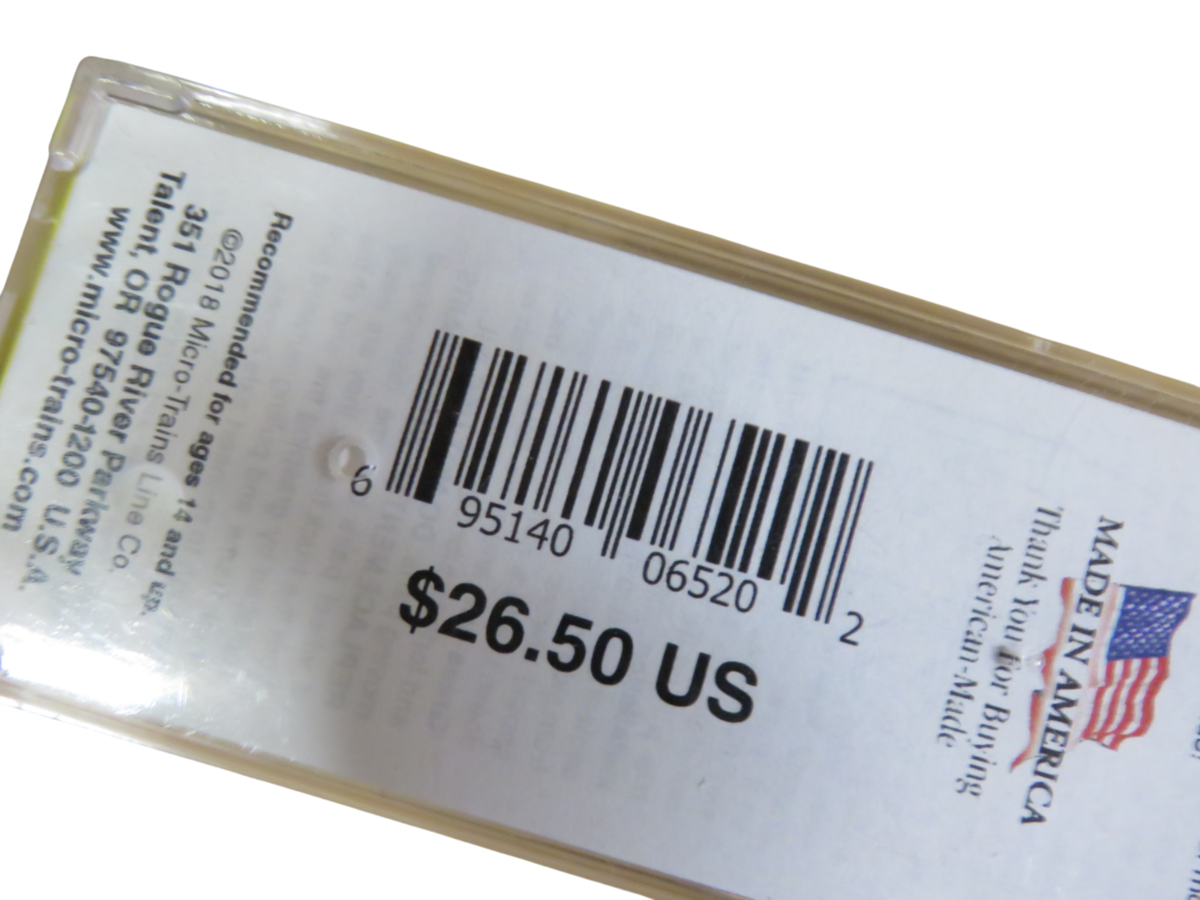 Recommended for ages 14 and up.
©2018 Micro-Trains Line Co.
351 Rogue River Parkway
Talent, OR 97540-1200 U.S.A.
www.micro-trains.com
6 95140 06520 2
$26.50 US
MADE IN AMERICA
Thank You for Buying
American-Made